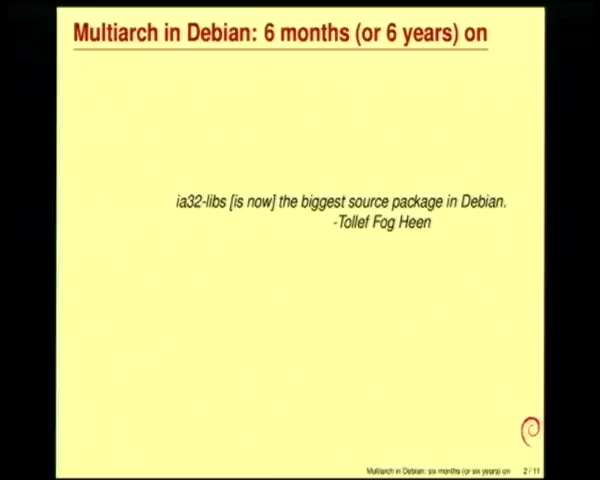 Multiarch in Debian: 6 months (or 6 years) on
ia32-libs [is now] the biggest source package in Debian.
-Tollef Fog Heen
Multiarch in Debian: six months (or six years) on 2 / 11